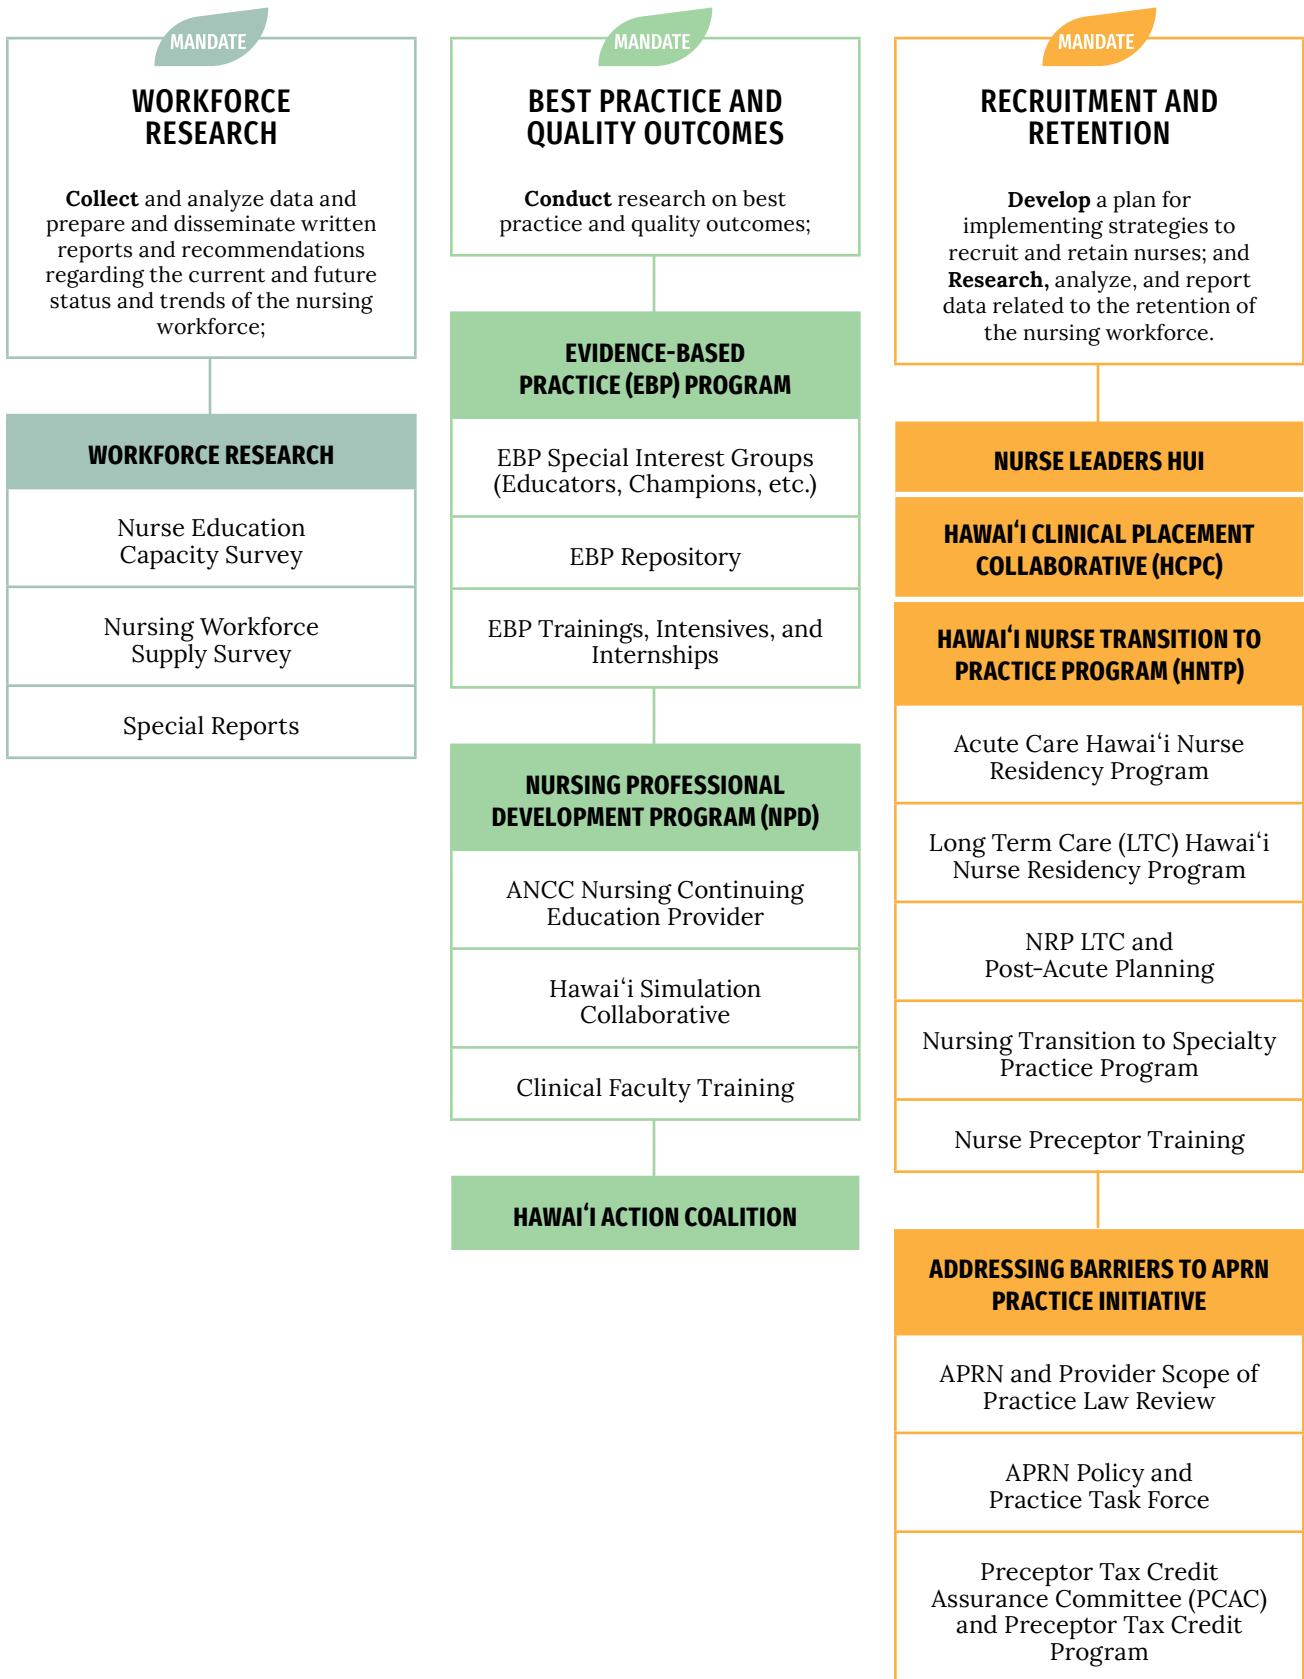 MANDATE
WORKFORCE
RESEARCH
Collect and analyze data and
prepare and disseminate written
reports and recommendations
regarding the current and future
status and trends of the nursing
workforce;
WORKFORCE RESEARCH
Nurse Education
Capacity Survey
Nursing Workforce
Supply Survey
Special Reports
MANDATE
BEST PRACTICE AND
QUALITY OUTCOMES
Conduct research on best
practice and quality outcomes;
EVIDENCE-BASED
PRACTICE (EBP) PROGRAM
EBP Special Interest Groups
(Educators, Champions, etc.)
EBP Repository
EBP Trainings, Intensives, and
Internships
NURSING PROFESSIONAL
DEVELOPMENT PROGRAM (NPD)
ANCC Nursing Continuing
Education Provider
Hawaiʻi Simulation
Collaborative
Clinical Faculty Training
HAWAIʻI ACTION COALITION
MANDATE
RECRUITMENT AND
RETENTION
Develop a plan for
implementing strategies to
recruit and retain nurses; and
Research, analyze, and report
data related to the retention of
the nursing workforce.
NURSE LEADERS HUI
HAWAIʻI CLINICAL PLACEMENT
COLLABORATIVE (HCPC)
HAWAIʻI NURSE TRANSITION TO
PRACTICE PROGRAM (HNTP)
Acute Care Hawaiʻi Nurse
Residency Program
Long Term Care (LTC) Hawaiʻi
Nurse Residency Program
NRP LTC and
Post-Acute Planning
Nursing Transition to Specialty
Practice Program
Nurse Preceptor Training
ADDRESSING BARRIERS TO APRN
PRACTICE INITIATIVE
APRN and Provider Scope of
Practice Law Review
APRN Policy and
Practice Task Force
Preceptor Tax Credit
Assurance Committee (PCAC)
and Preceptor Tax Credit
Program